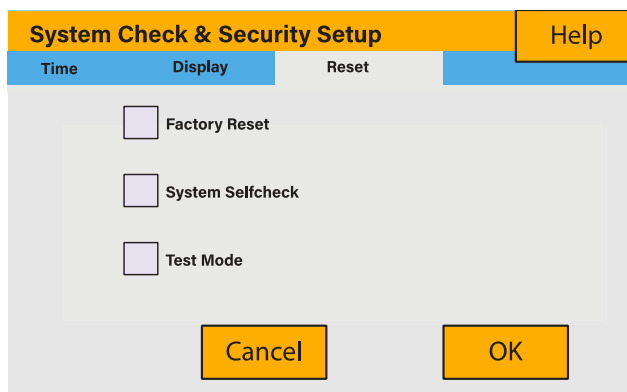 System Check & Security Setup
Help
Time Display Reset
Factory Reset
System Selfcheck
Test Mode
Cancel OK